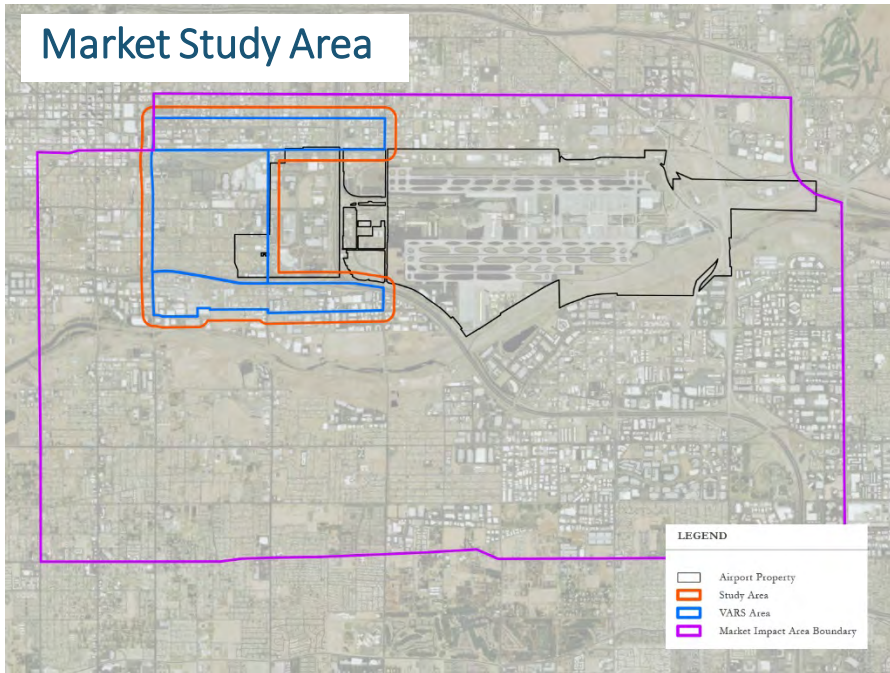 Market Study Area
LEGEND
Airport Property
Study Area
VARS Area
Market Impact Area Boundary